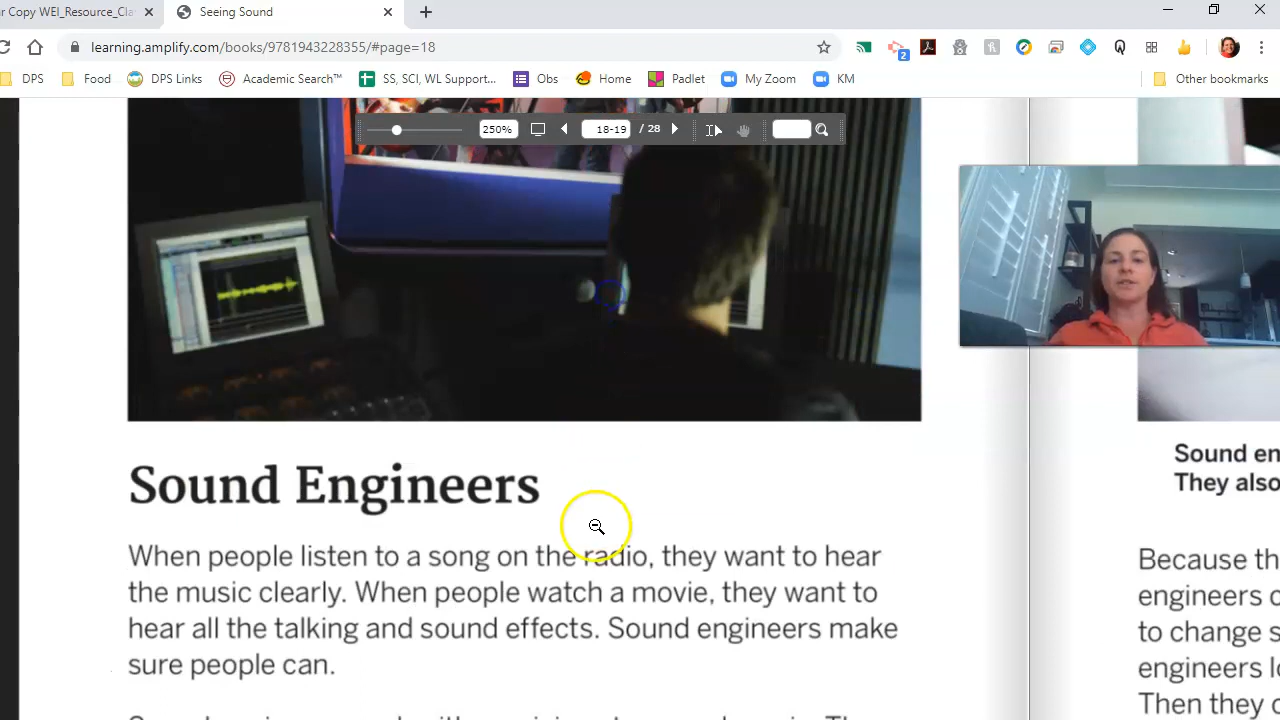 r Copy WEI_Resource_Cla
Seeing Sound
learning.amplify.com/books/9781943228355/#page=18
2
DPS
Food
DPS Links
Academic Search™
SS, SCI, WL Support...
Obs
Home
Padlet
My Zoom
KM
Other bookmarks
250%
18-19 / 28
Sound Engineers
When people listen to a song on the radio, they want to hear
the music clearly. When people watch a movie, they want to
hear all the talking and sound effects. Sound engineers make
sure people can.
Sound en
They also
Because th
engineers c
to change s
engineers lo
Then they c